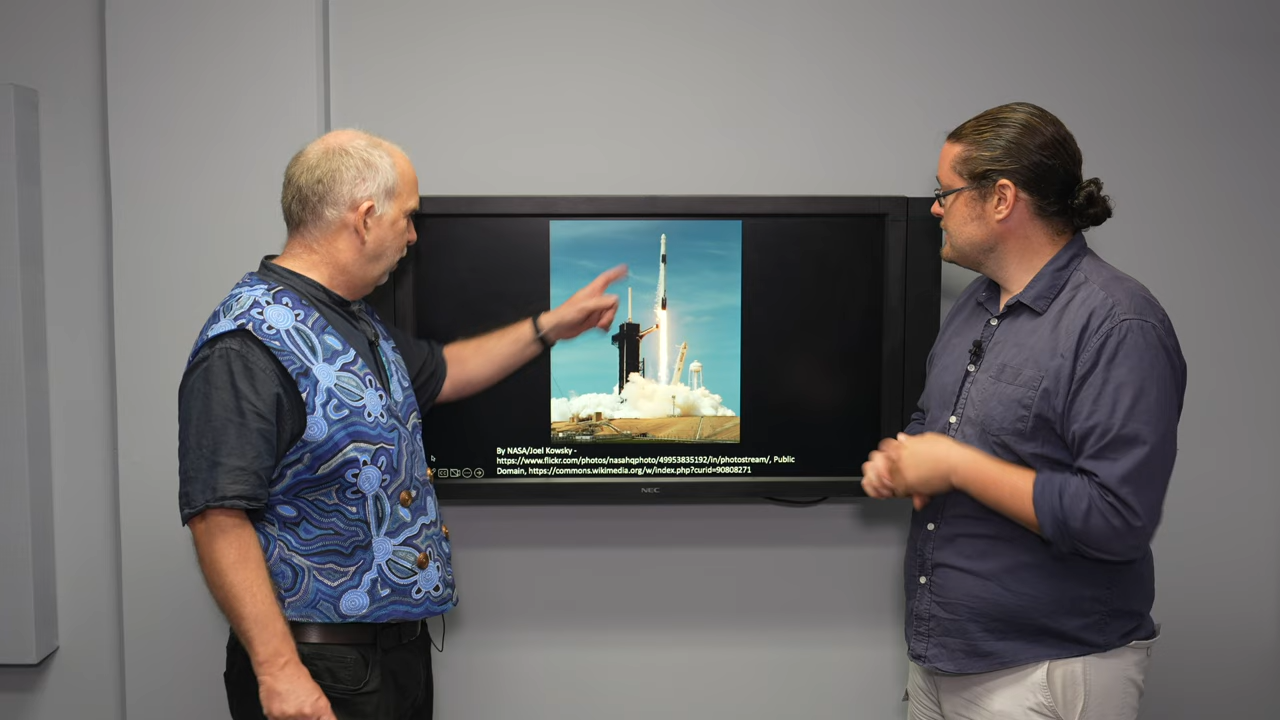 By NASA/Joel Kowsky -
https://www.flickr.com/photos/nasahqphoto/49953835192/in/photostream/, Public
Domain, https://commons.wikimedia.org/w/index.php?curid=90808271
NEC